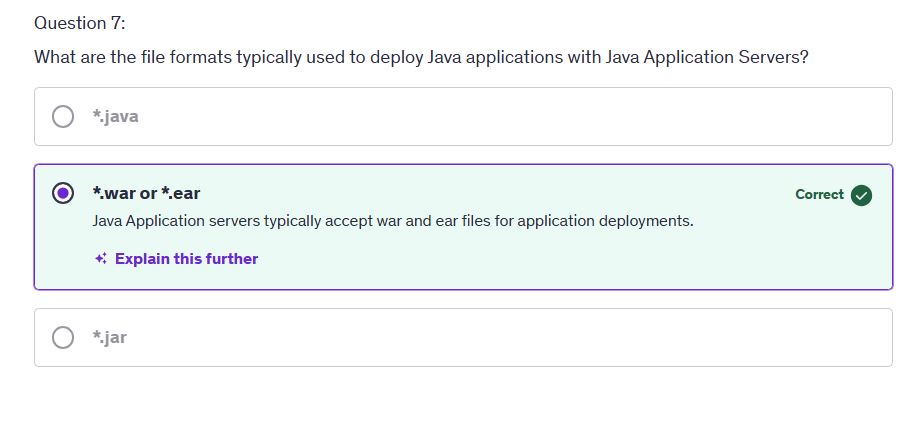 Question 7:
What are the file formats typically used to deploy Java applications with Java Application Servers?
*.java
*.war or *.ear
Correct
Java Application servers typically accept war and ear files for application deployments.
Explain this further
*.jar